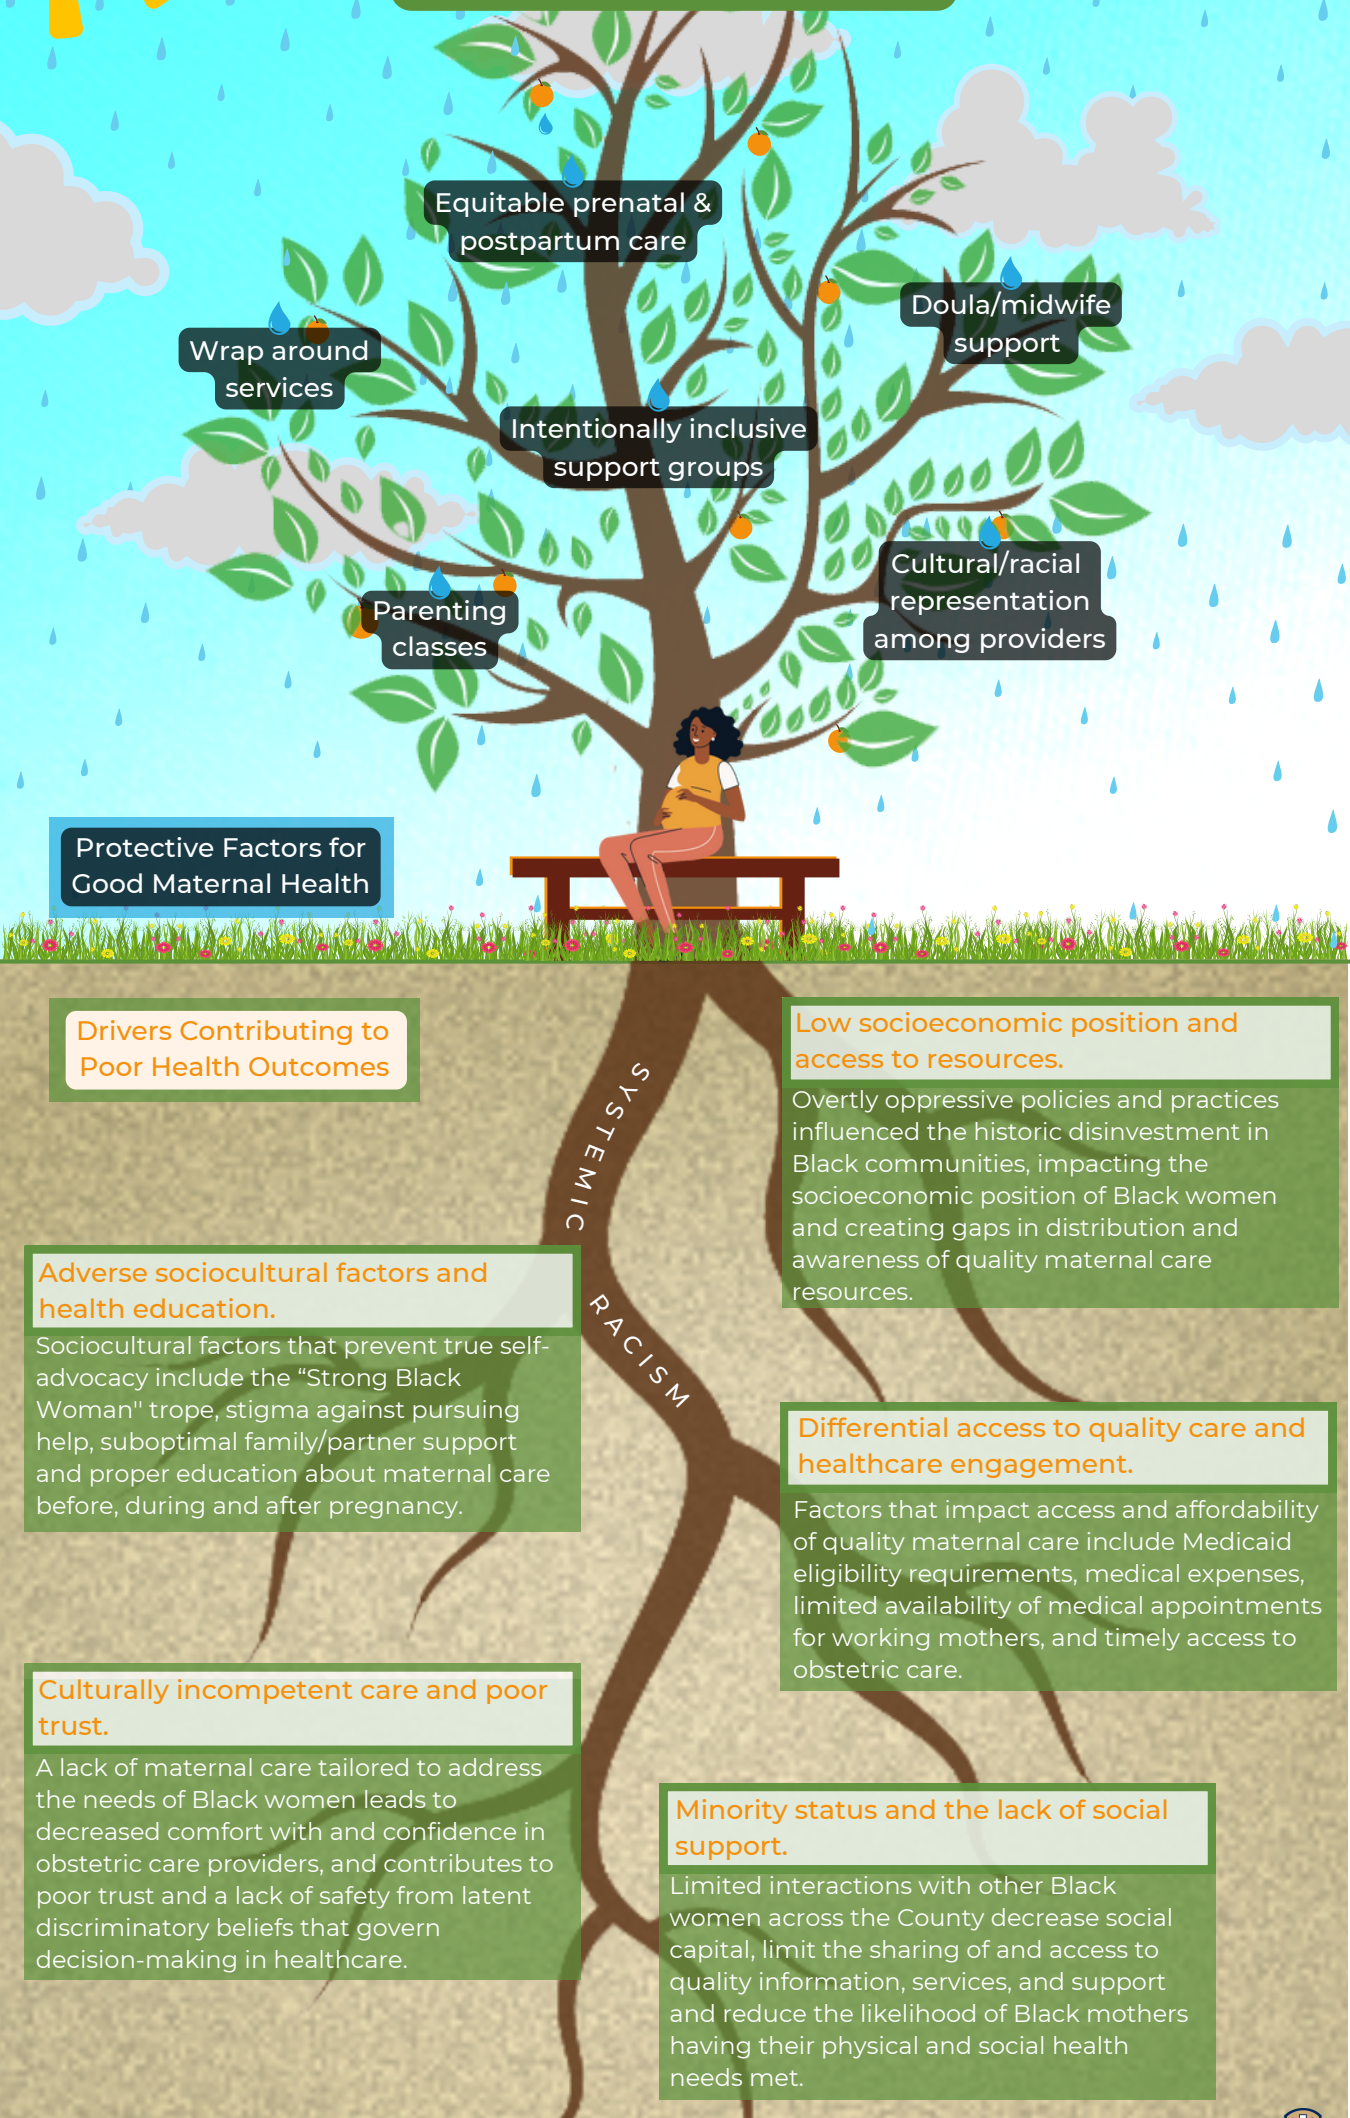 Equitable prenatal &
postpartum care
Doula/midwife
support
Wrap around
services
Intentionally inclusive
support groups
Cultural/racial
representation
among providers
Parenting
classes
Protective Factors for
Good Maternal Health
Drivers Contributing to
Poor Health Outcomes
SYSTEMIC RACISM
Low socioeconomic position and
access to resources.
Overtly oppressive policies and practices
influenced the historic disinvestment in
Black communities, impacting the
socioeconomic position of Black women
and creating gaps in distribution and
awareness of quality maternal care
resources.
Adverse sociocultural factors and
health education.
Sociocultural factors that prevent true self-
advocacy include the “Strong Black
Woman'' trope, stigma against pursuing
help, suboptimal family/partner support
and proper education about maternal care
before, during and after pregnancy.
Differential access to quality care and
healthcare engagement.
Factors that impact access and affordability
of quality maternal care include Medicaid
eligibility requirements, medical expenses,
limited availability of medical appointments
for working mothers, and timely access to
obstetric care.
Culturally incompetent care and poor
trust.
A lack of maternal care tailored to address
the needs of Black women leads to
decreased comfort with and confidence in
obstetric care providers, and contributes to
poor trust and a lack of safety from latent
discriminatory beliefs that govern
decision-making in healthcare.
Minority status and the lack of social
support.
Limited interactions with other Black
women across the County decrease social
capital, limit the sharing of and access to
quality information, services, and support
and reduce the likelihood of Black mothers
having their physical and social health
needs met.